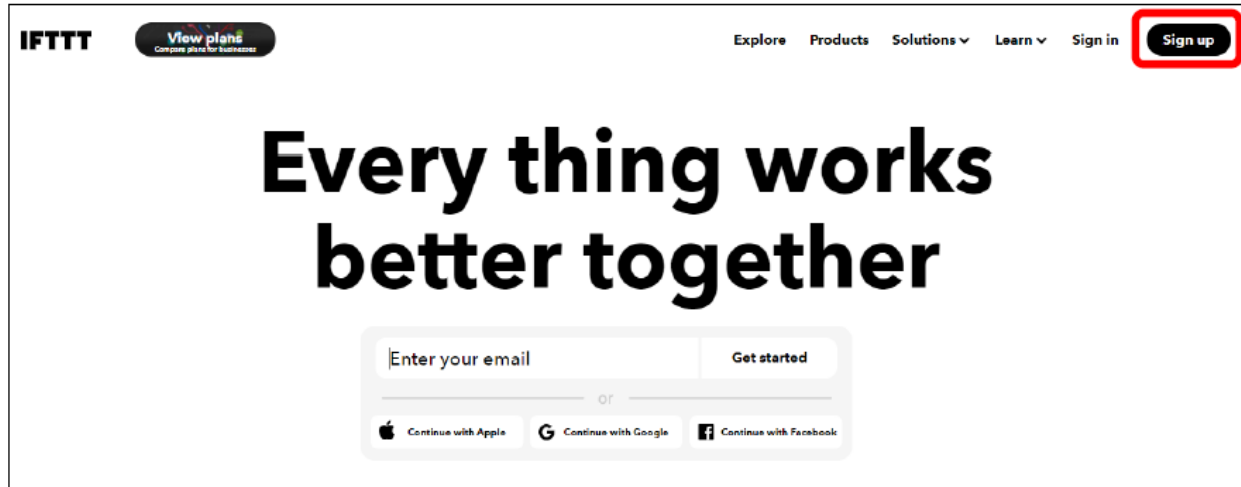 IFTTT
View plans
Compare plans for businesses
Explore Products Solutions Learn Sign in Sign up
Every thing works
better together
Enter your email Get started
or
Continue with Apple Continue with Google Continue with Facebook